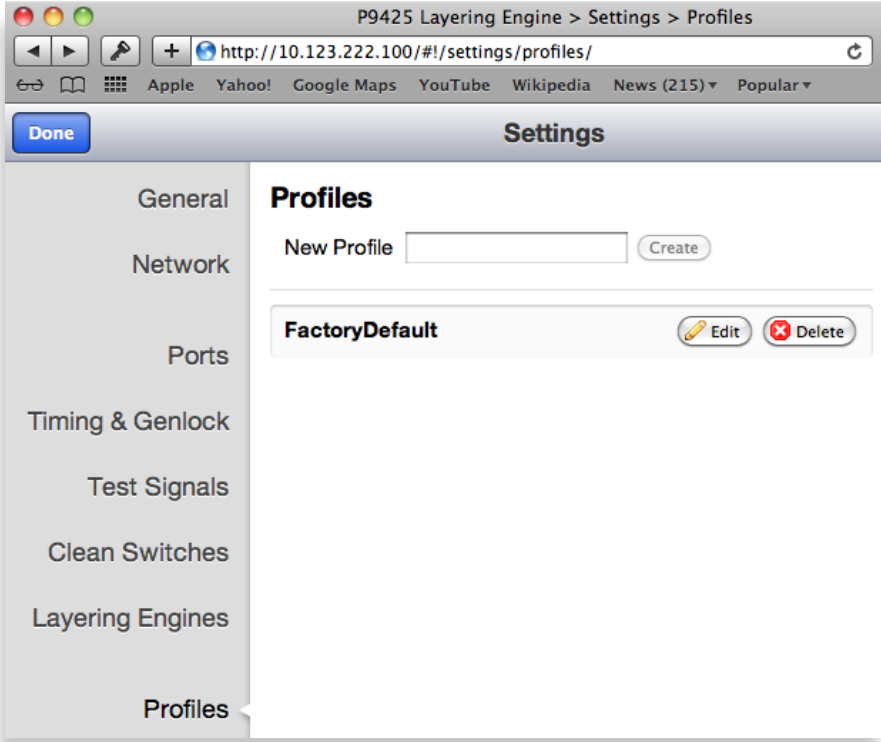 P9425 Layering Engine > Settings > Profiles
http://10.123.222.100/#!/settings/profiles/
Apple Yahoo! Google Maps YouTube Wikipedia News (215) Popular
Done
Settings
General
Network
Ports
Timing & Genlock
Test Signals
Clean Switches
Layering Engines
Profiles
Profiles
New Profile Create
FactoryDefault Edit Delete